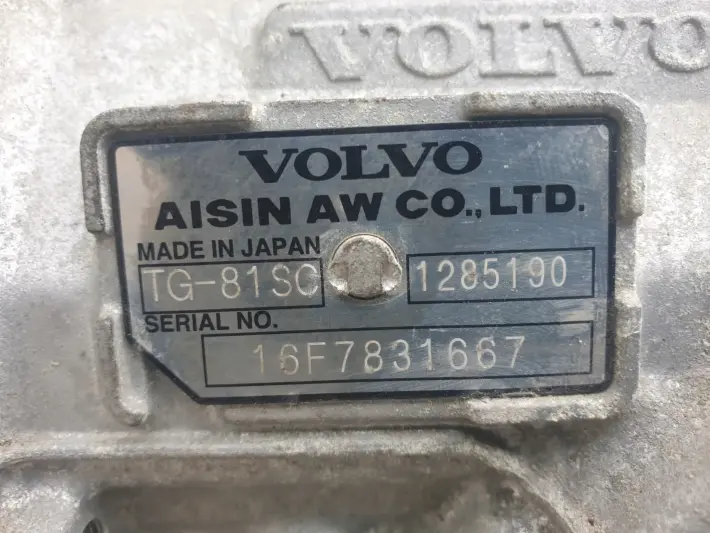 VOLVO
VOLVO
AISIN AW CO., LTD.
MADE IN JAPAN
TG-81SC 1285190
SERIAL NO.
16F7831667